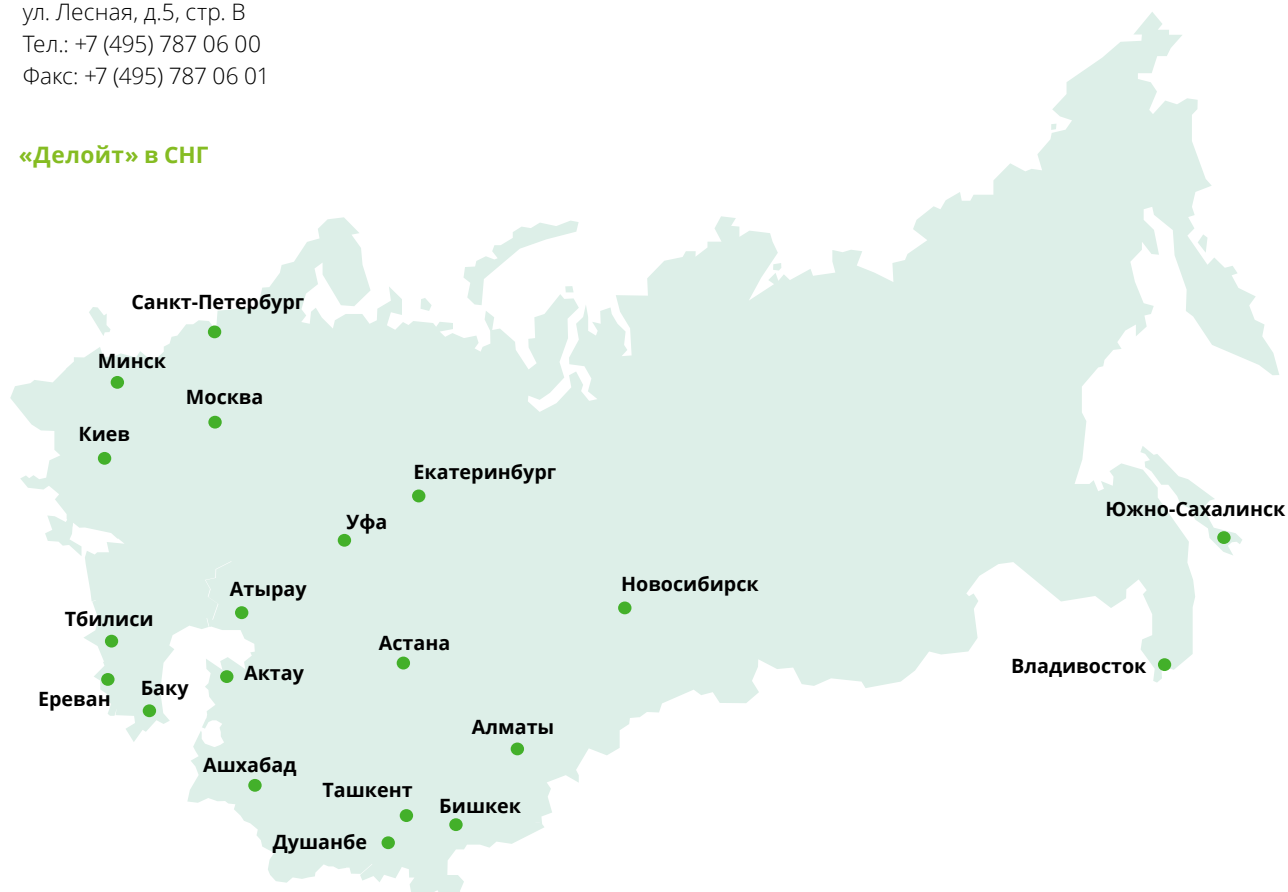 ул. Лесная, д.5, стр. В
Тел.: +7 (495) 787 06 00
Факс: +7 (495) 787 06 01
«Делойт» в СНГ
Санкт-Петербург
Минск
Москва
Киев
Екатеринбург
Южно-Сахалинск
Уфа
Новосибирск
Атырау
Тбилиси
Астана
Владивосток
Актау
Баку
Ереван
Алматы
Ашхабад
Ташкент
Бишкек
Душанбе